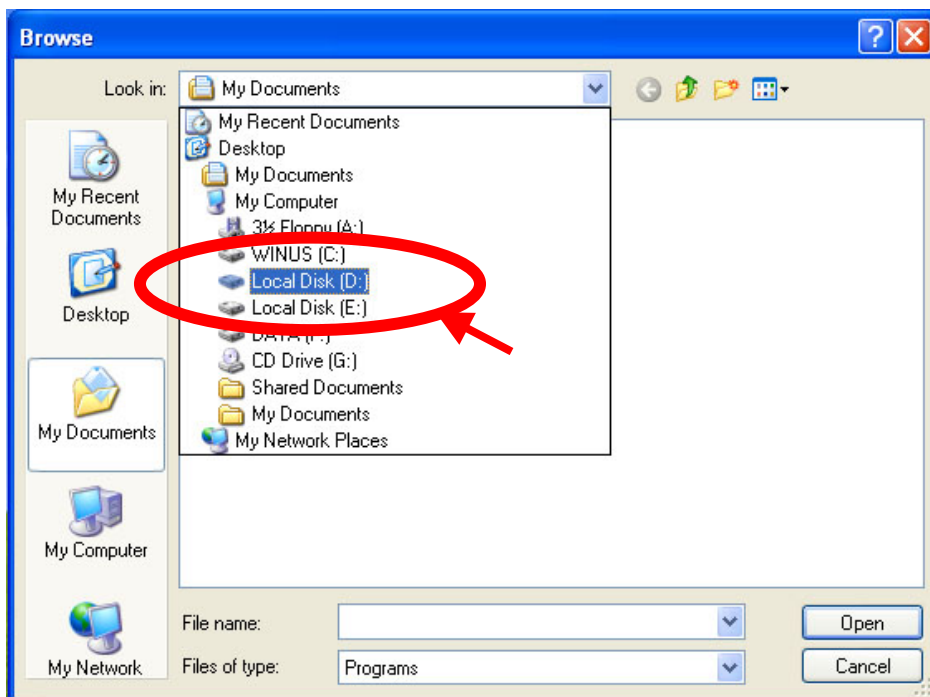 Browse
Look in:
My Documents
My Recent Documents
Desktop
My Documents
My Computer
3½ Floppy (A:)
WINUS (C:)
Local Disk (D:)
Local Disk (E:)
DATA (F:)
CD Drive (G:)
Shared Documents
My Documents
My Network Places
My Recent
Documents
Desktop
My Documents
My Computer
My Network
File name:
Open
Files of type:
Programs
Cancel